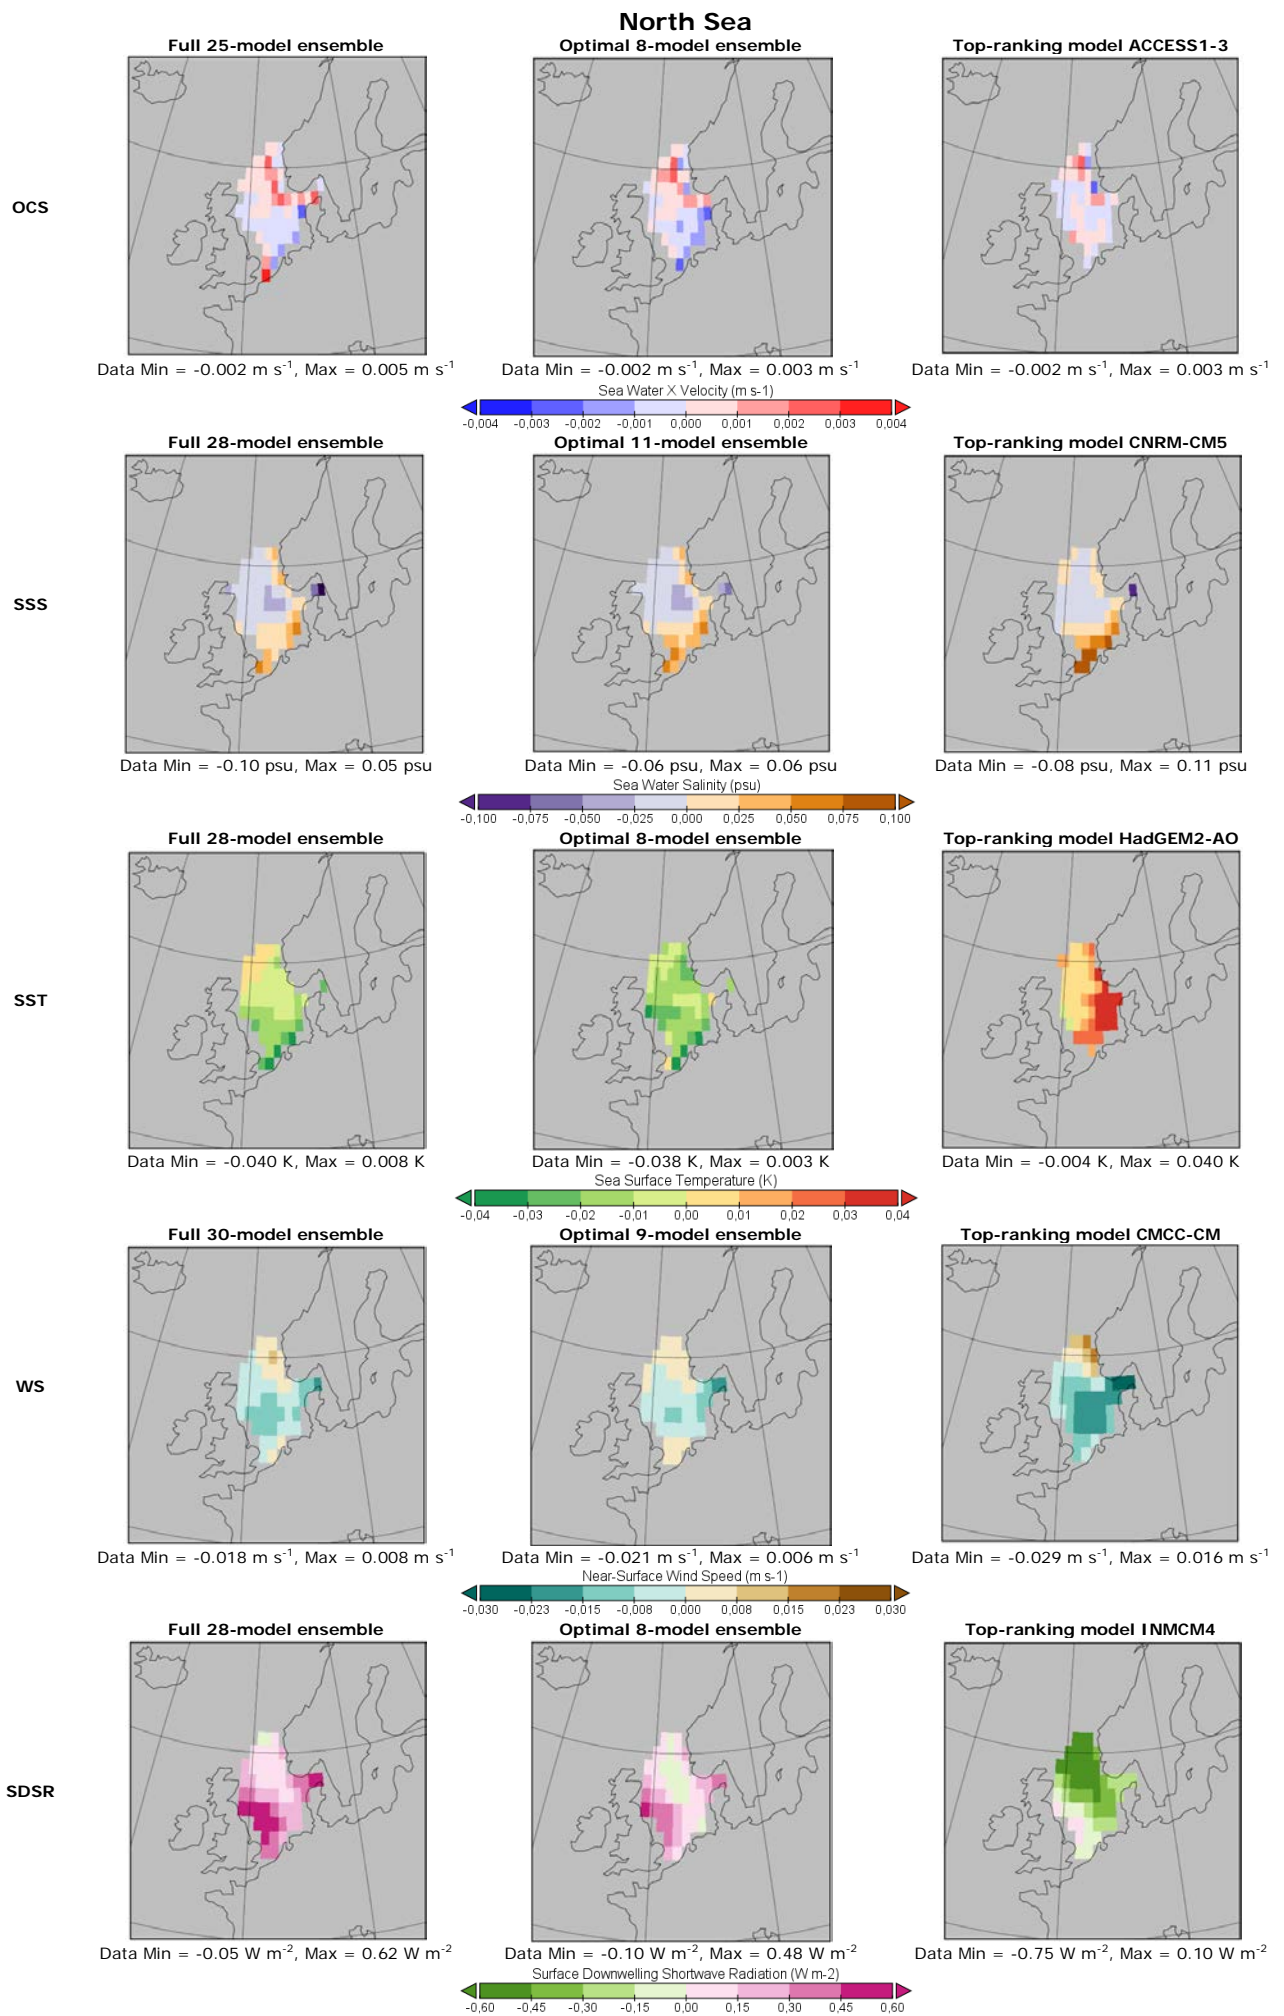 North Sea
Full 25-model ensemble Optimal 8-model ensemble Top-ranking model ACCESS1-3
OCS
Data Min = -0.002 m s-1, Max = 0.005 m s-1 Data Min = -0.002 m s-1, Max = 0.003 m s-1 Data Min = -0.002 m s-1, Max = 0.003 m s-1
Sea Water X Velocity (m s-1)
-0,004 -0,003 -0,002 -0,001 0,000 0,001 0,002 0,003 0,004
Full 28-model ensemble Optimal 11-model ensemble Top-ranking model CNRM-CM5
SSS
Data Min = -0.10 psu, Max = 0.05 psu Data Min = -0.06 psu, Max = 0.06 psu Data Min = -0.08 psu, Max = 0.11 psu
Sea Water Salinity (psu)
-0,100 -0,075 -0,050 -0,025 0,000 0,025 0,050 0,075 0,100
Full 28-model ensemble Optimal 8-model ensemble Top-ranking model HadGEM2-AO
SST
Data Min = -0.040 K, Max = 0.008 K Data Min = -0.038 K, Max = 0.003 K Data Min = -0.004 K, Max = 0.040 K
Sea Surface Temperature (K)
-0,04 -0,03 -0,02 -0,01 0,00 0,01 0,02 0,03 0,04
Full 30-model ensemble Optimal 9-model ensemble Top-ranking model CMCC-CM
WS
Data Min = -0.018 m s-1, Max = 0.008 m s-1 Data Min = -0.021 m s-1, Max = 0.006 m s-1 Data Min = -0.029 m s-1, Max = 0.016 m s-1
Near-Surface Wind Speed (m s-1)
-0,030 -0,023 -0,015 -0,008 0,000 0,008 0,015 0,023 0,030
Full 28-model ensemble Optimal 8-model ensemble Top-ranking model INMCM4
SDSR
Data Min = -0.05 W m-2, Max = 0.62 W m-2 Data Min = -0.10 W m-2, Max = 0.48 W m-2 Data Min = -0.75 W m-2, Max = 0.10 W m-2
Surface Downwelling Shortwave Radiation (W m-2)
-0,60 -0,45 -0,30 -0,15 0,00 0,15 0,30 0,45 0,60